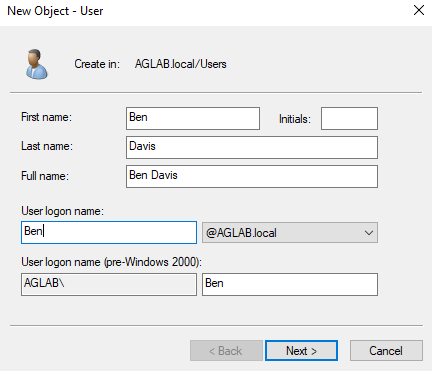 New Object - User
Create in: AGLAB.local/Users
First name: Ben Initials:
Last name: Davis
Full name: Ben Davis
User logon name:
Ben @AGLAB.local
User logon name (pre-Windows 2000):
AGLAB\ Ben
< Back Next > Cancel